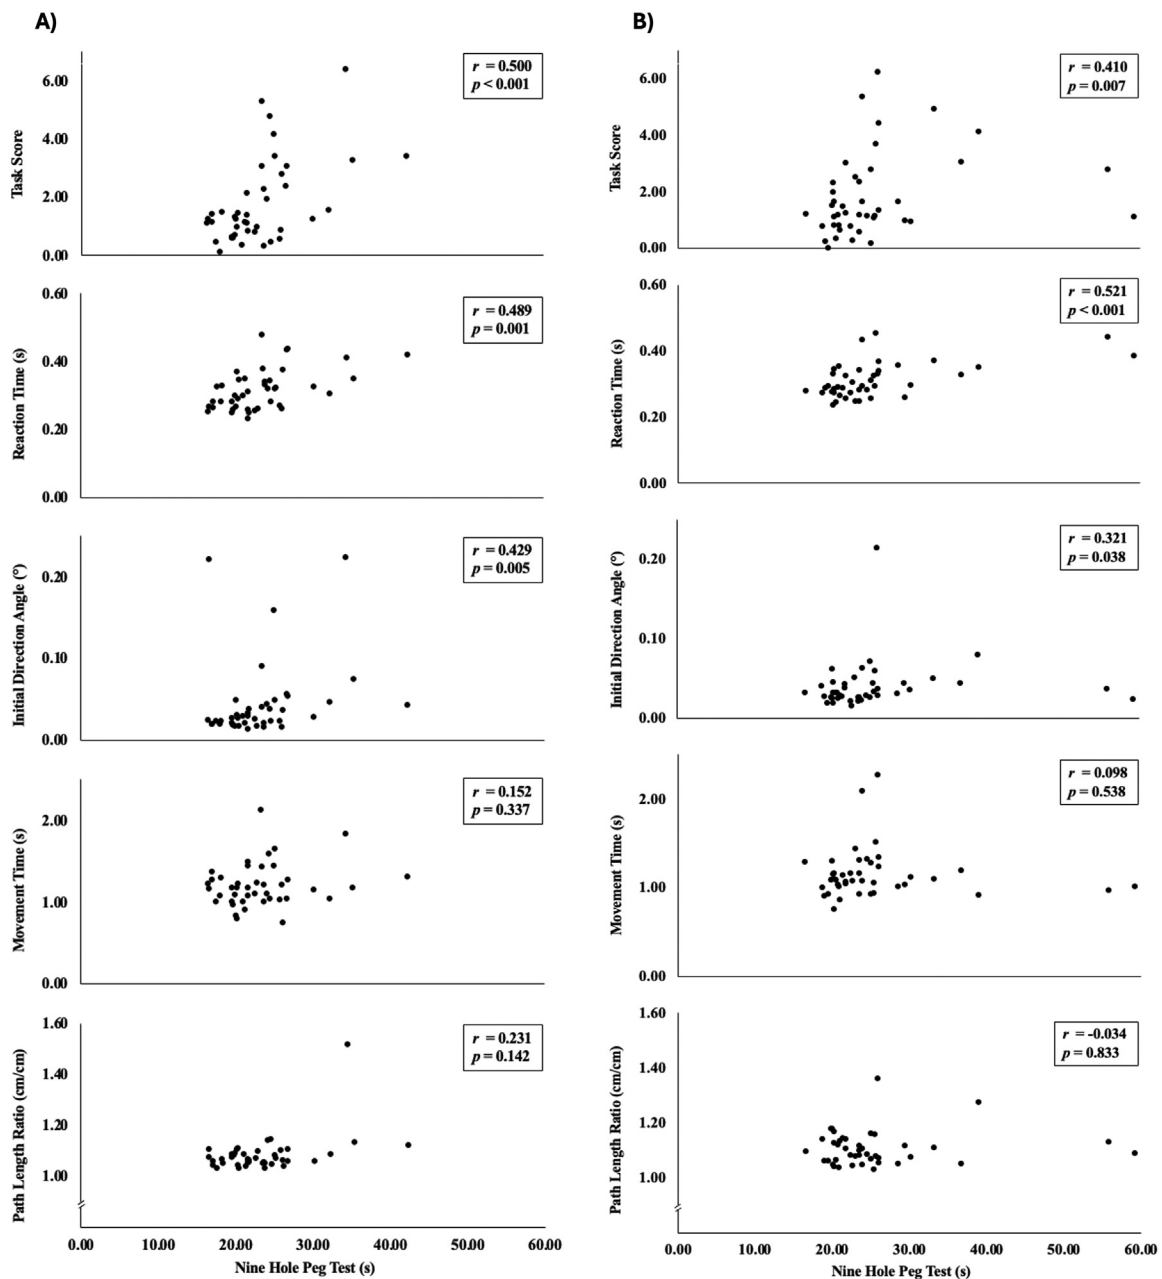 A)
Task Score
6.00
4.00
2.00
0.00
r = 0.500
p < 0.001
Reaction Time (s)
0.60
0.40
0.20
0.00
r = 0.489
p = 0.001
Initial Direction Angle (°)
0.20
0.10
0.00
r = 0.429
p = 0.005
Movement Time (s)
2.00
1.00
0.00
r = 0.152
p = 0.337
Path Length Ratio (cm/cm)
1.60
1.40
1.20
1.00
r = 0.231
p = 0.142
0.00 10.00 20.00 30.00 40.00 50.00 60.00
Nine Hole Peg Test (s)
B)
Task Score
6.00
4.00
2.00
0.00
r = 0.410
p = 0.007
Reaction Time (s)
0.60
0.40
0.20
0.00
r = 0.521
p < 0.001
Initial Direction Angle (°)
0.20
0.10
0.00
r = 0.321
p = 0.038
Movement Time (s)
2.00
1.00
0.00
r = 0.098
p = 0.538
Path Length Ratio (cm/cm)
1.60
1.40
1.20
1.00
r = -0.034
p = 0.833
0.00 10.00 20.00 30.00 40.00 50.00 60.00
Nine Hole Peg Test (s)